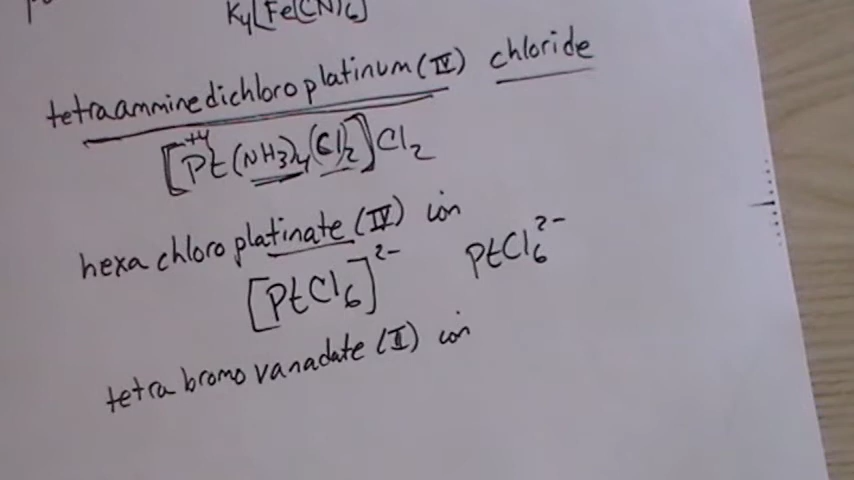 K4[Fe(CN)6]
tetraamminedichloroplatinum(IV) chloride
+4
[Pt(NH3)4(Cl)2]Cl2
hexachloroplatinate(IV) ion
[PtCl6]2- PtCl6 2-
tetrabromovanadate(I) ion